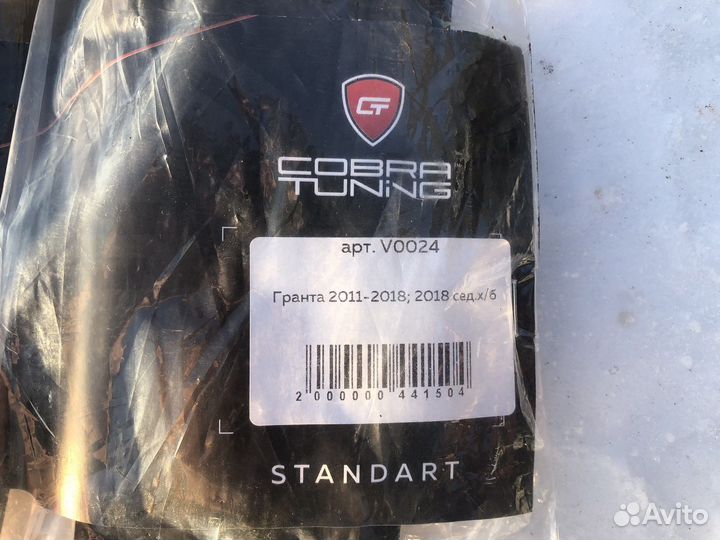 CT
COBRA
TUNiNG
арт. V0024
Гранта 2011-2018; 2018 сед.х/б
2 000000 441504
STANDART
Avito